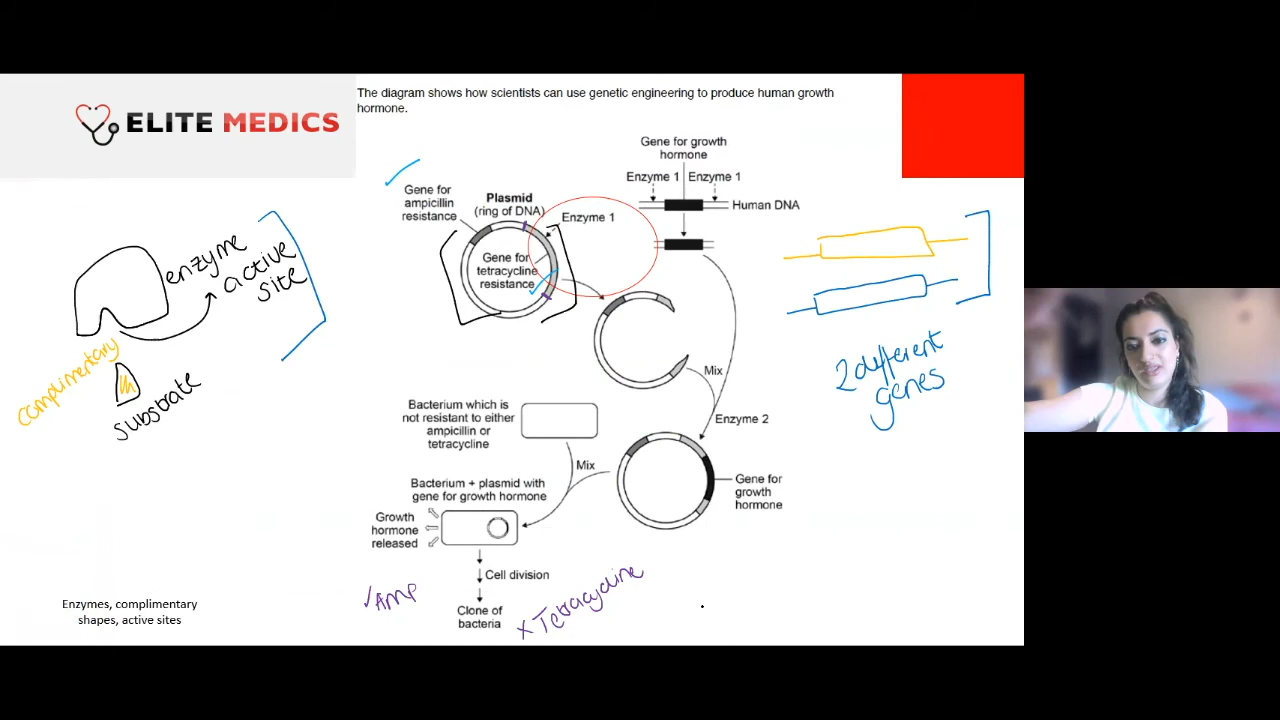 The diagram shows how scientists can use genetic engineering to produce human growth
hormone.
ELITE MEDICS
Gene for growth
hormone
Enzyme 1
Enzyme 1
Human DNA
Gene for
ampicillin
resistance
Plasmid
(ring of DNA)
Enzyme 1
Gene for
tetracycline
resistance
enzyme
active
site
complimentary
substrate
2 different
genes
Mix
Enzyme 2
Bacterium which is
not resistant to either
ampicillin or
tetracycline
Mix
Gene for
growth
hormone
Bacterium + plasmid with
gene for growth hormone
Growth
hormone
released
Cell division
Clone of
bacteria
✓ Amp
x Tetracycline
Enzymes, complimentary
shapes, active sites